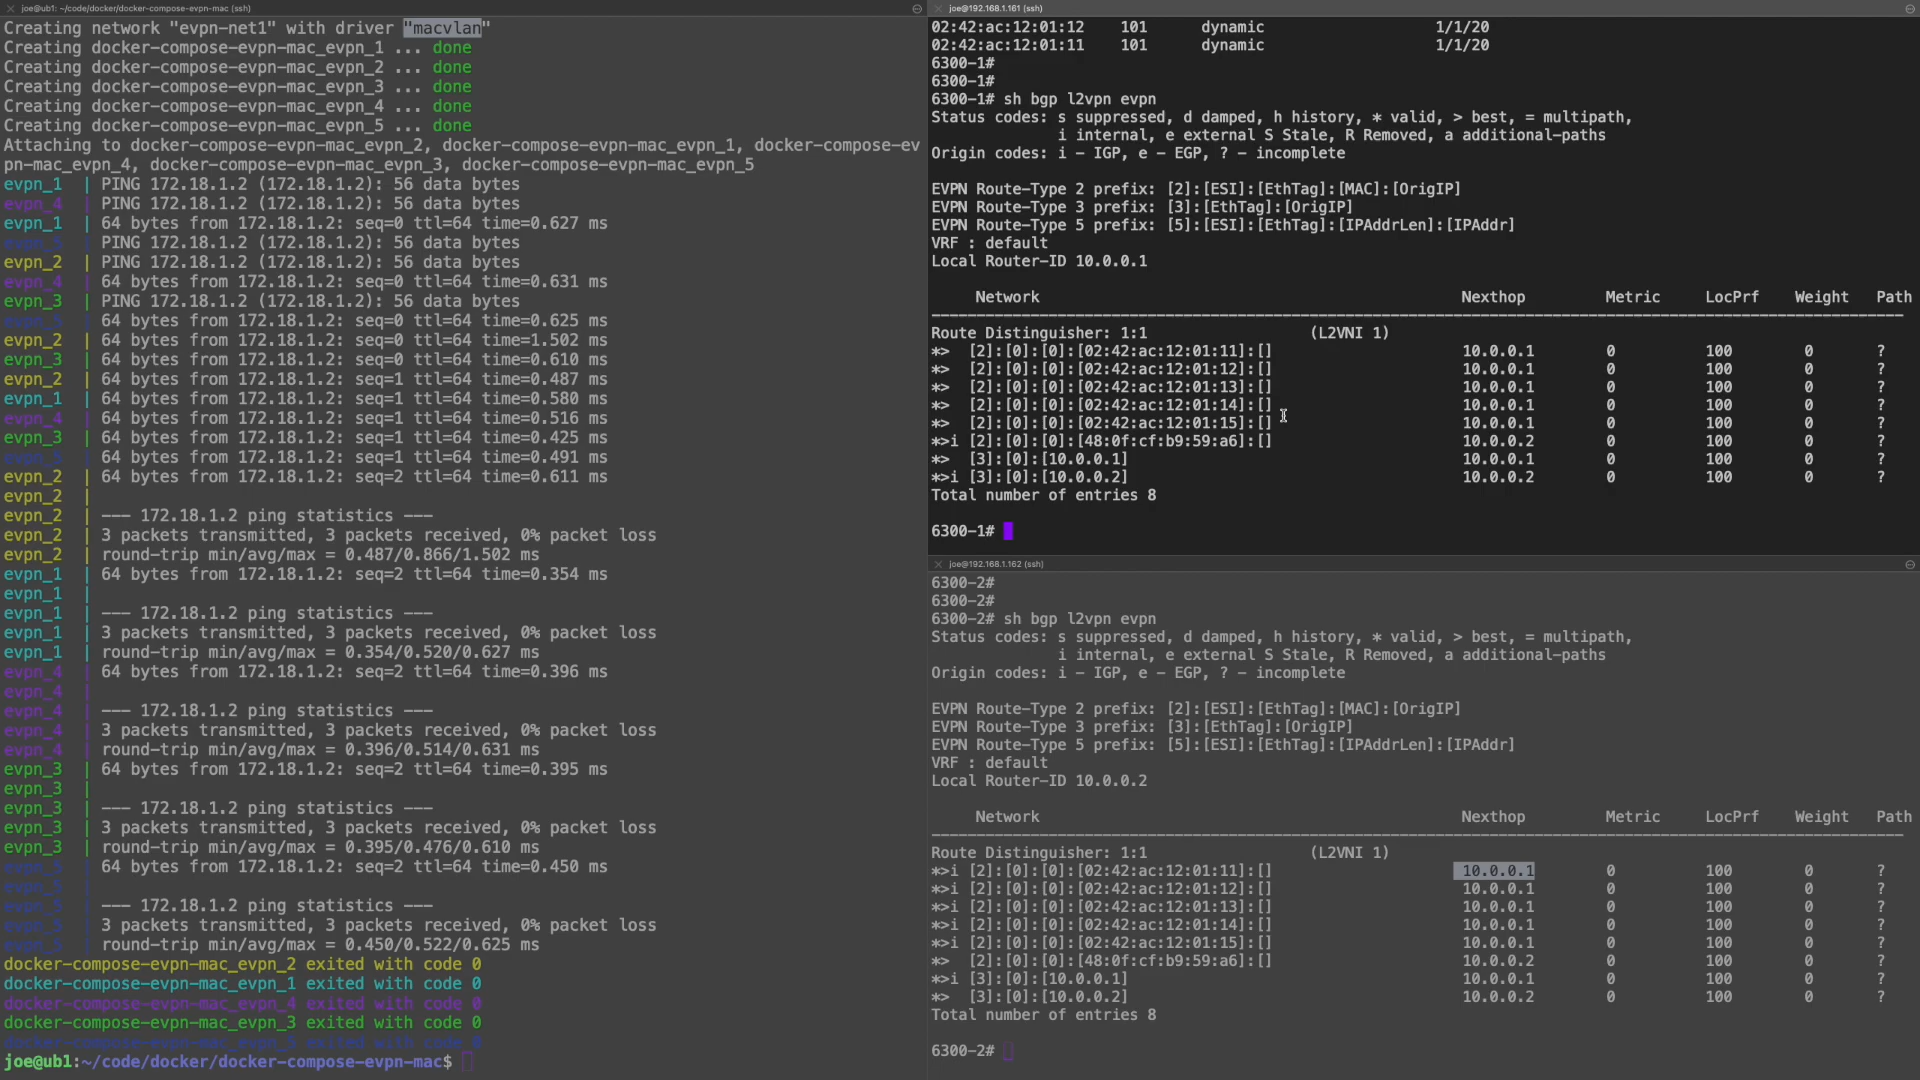 joe@ub1: ~/code/docker/docker-compose-evpn-mac (ssh)
Creating network "evpn-net1" with driver "macvlan"
Creating docker-compose-evpn-mac_evpn_1 ... done
Creating docker-compose-evpn-mac_evpn_2 ... done
Creating docker-compose-evpn-mac_evpn_3 ... done
Creating docker-compose-evpn-mac_evpn_4 ... done
Creating docker-compose-evpn-mac_evpn_5 ... done
Attaching to docker-compose-evpn-mac_evpn_2, docker-compose-evpn-mac_evpn_1, docker-compose-ev
pn-mac_evpn_4, docker-compose-evpn-mac_evpn_3, docker-compose-evpn-mac_evpn_5
evpn_1 | PING 172.18.1.2 (172.18.1.2): 56 data bytes
evpn_4 | PING 172.18.1.2 (172.18.1.2): 56 data bytes
evpn_1 | 64 bytes from 172.18.1.2: seq=0 ttl=64 time=0.627 ms
evpn_5 | PING 172.18.1.2 (172.18.1.2): 56 data bytes
evpn_2 | PING 172.18.1.2 (172.18.1.2): 56 data bytes
evpn_4 | 64 bytes from 172.18.1.2: seq=0 ttl=64 time=0.631 ms
evpn_3 | PING 172.18.1.2 (172.18.1.2): 56 data bytes
evpn_5 | 64 bytes from 172.18.1.2: seq=0 ttl=64 time=0.625 ms
evpn_2 | 64 bytes from 172.18.1.2: seq=0 ttl=64 time=1.502 ms
evpn_3 | 64 bytes from 172.18.1.2: seq=0 ttl=64 time=0.610 ms
evpn_2 | 64 bytes from 172.18.1.2: seq=1 ttl=64 time=0.487 ms
evpn_1 | 64 bytes from 172.18.1.2: seq=1 ttl=64 time=0.580 ms
evpn_4 | 64 bytes from 172.18.1.2: seq=1 ttl=64 time=0.516 ms
evpn_3 | 64 bytes from 172.18.1.2: seq=1 ttl=64 time=0.425 ms
evpn_5 | 64 bytes from 172.18.1.2: seq=1 ttl=64 time=0.491 ms
evpn_2 | 64 bytes from 172.18.1.2: seq=2 ttl=64 time=0.611 ms
evpn_2 |
evpn_2 | --- 172.18.1.2 ping statistics ---
evpn_2 | 3 packets transmitted, 3 packets received, 0% packet loss
evpn_2 | round-trip min/avg/max = 0.487/0.866/1.502 ms
evpn_1 | 64 bytes from 172.18.1.2: seq=2 ttl=64 time=0.354 ms
evpn_1 |
evpn_1 | --- 172.18.1.2 ping statistics ---
evpn_1 | 3 packets transmitted, 3 packets received, 0% packet loss
evpn_1 | round-trip min/avg/max = 0.354/0.520/0.627 ms
evpn_4 | 64 bytes from 172.18.1.2: seq=2 ttl=64 time=0.396 ms
evpn_4 |
evpn_4 | --- 172.18.1.2 ping statistics ---
evpn_4 | 3 packets transmitted, 3 packets received, 0% packet loss
evpn_4 | round-trip min/avg/max = 0.396/0.514/0.631 ms
evpn_3 | 64 bytes from 172.18.1.2: seq=2 ttl=64 time=0.395 ms
evpn_3 |
evpn_3 | --- 172.18.1.2 ping statistics ---
evpn_3 | 3 packets transmitted, 3 packets received, 0% packet loss
evpn_3 | round-trip min/avg/max = 0.395/0.476/0.610 ms
evpn_5 | 64 bytes from 172.18.1.2: seq=2 ttl=64 time=0.450 ms
evpn_5 |
evpn_5 | --- 172.18.1.2 ping statistics ---
evpn_5 | 3 packets transmitted, 3 packets received, 0% packet loss
evpn_5 | round-trip min/avg/max = 0.450/0.522/0.625 ms
docker-compose-evpn-mac_evpn_2 exited with code 0
docker-compose-evpn-mac_evpn_1 exited with code 0
docker-compose-evpn-mac_evpn_4 exited with code 0
docker-compose-evpn-mac_evpn_3 exited with code 0
docker-compose-evpn-mac_evpn_5 exited with code 0
joe@ub1:~/code/docker/docker-compose-evpn-mac$
joe@192.168.1.161 (ssh)
02:42:ac:12:01:12 101 dynamic 1/1/20
02:42:ac:12:01:11 101 dynamic 1/1/20
6300-1#
6300-1#
6300-1# sh bgp l2vpn evpn
Status codes: s suppressed, d damped, h history, * valid, > best, = multipath,
i internal, e external S Stale, R Removed, a additional-paths
Origin codes: i - IGP, e - EGP, ? - incomplete
EVPN Route-Type 2 prefix: [2]:[ESI]:[EthTag]:[MAC]:[OrigIP]
EVPN Route-Type 3 prefix: [3]:[EthTag]:[OrigIP]
EVPN Route-Type 5 prefix: [5]:[ESI]:[EthTag]:[IPAddrLen]:[IPAddr]
VRF : default
Local Router-ID 10.0.0.1
Network Nexthop Metric LocPrf Weight Path
Route Distinguisher: 1:1 (L2VNI 1)
*> [2]:[0]:[0]:[02:42:ac:12:01:11]:[] 10.0.0.1 0 100 0 ?
*> [2]:[0]:[0]:[02:42:ac:12:01:12]:[] 10.0.0.1 0 100 0 ?
*> [2]:[0]:[0]:[02:42:ac:12:01:13]:[] 10.0.0.1 0 100 0 ?
*> [2]:[0]:[0]:[02:42:ac:12:01:14]:[] 10.0.0.1 0 100 0 ?
*> [2]:[0]:[0]:[02:42:ac:12:01:15]:[] 10.0.0.1 0 100 0 ?
*>i [2]:[0]:[0]:[48:0f:cf:b9:59:a6]:[] 10.0.0.2 0 100 0 ?
*> [3]:[0]:[10.0.0.1] 10.0.0.1 0 100 0 ?
*>i [3]:[0]:[10.0.0.2] 10.0.0.2 0 100 0 ?
Total number of entries 8
6300-1#
joe@192.168.1.162 (ssh)
6300-2#
6300-2#
6300-2# sh bgp l2vpn evpn
Status codes: s suppressed, d damped, h history, * valid, > best, = multipath,
i internal, e external S Stale, R Removed, a additional-paths
Origin codes: i - IGP, e - EGP, ? - incomplete
EVPN Route-Type 2 prefix: [2]:[ESI]:[EthTag]:[MAC]:[OrigIP]
EVPN Route-Type 3 prefix: [3]:[EthTag]:[OrigIP]
EVPN Route-Type 5 prefix: [5]:[ESI]:[EthTag]:[IPAddrLen]:[IPAddr]
VRF : default
Local Router-ID 10.0.0.2
Network Nexthop Metric LocPrf Weight Path
Route Distinguisher: 1:1 (L2VNI 1)
*>i [2]:[0]:[0]:[02:42:ac:12:01:11]:[] 10.0.0.1 0 100 0 ?
*>i [2]:[0]:[0]:[02:42:ac:12:01:12]:[] 10.0.0.1 0 100 0 ?
*>i [2]:[0]:[0]:[02:42:ac:12:01:13]:[] 10.0.0.1 0 100 0 ?
*>i [2]:[0]:[0]:[02:42:ac:12:01:14]:[] 10.0.0.1 0 100 0 ?
*>i [2]:[0]:[0]:[02:42:ac:12:01:15]:[] 10.0.0.1 0 100 0 ?
*> [2]:[0]:[0]:[48:0f:cf:b9:59:a6]:[] 10.0.0.2 0 100 0 ?
*>i [3]:[0]:[10.0.0.1] 10.0.0.1 0 100 0 ?
*> [3]:[0]:[10.0.0.2] 10.0.0.2 0 100 0 ?
Total number of entries 8
6300-2#